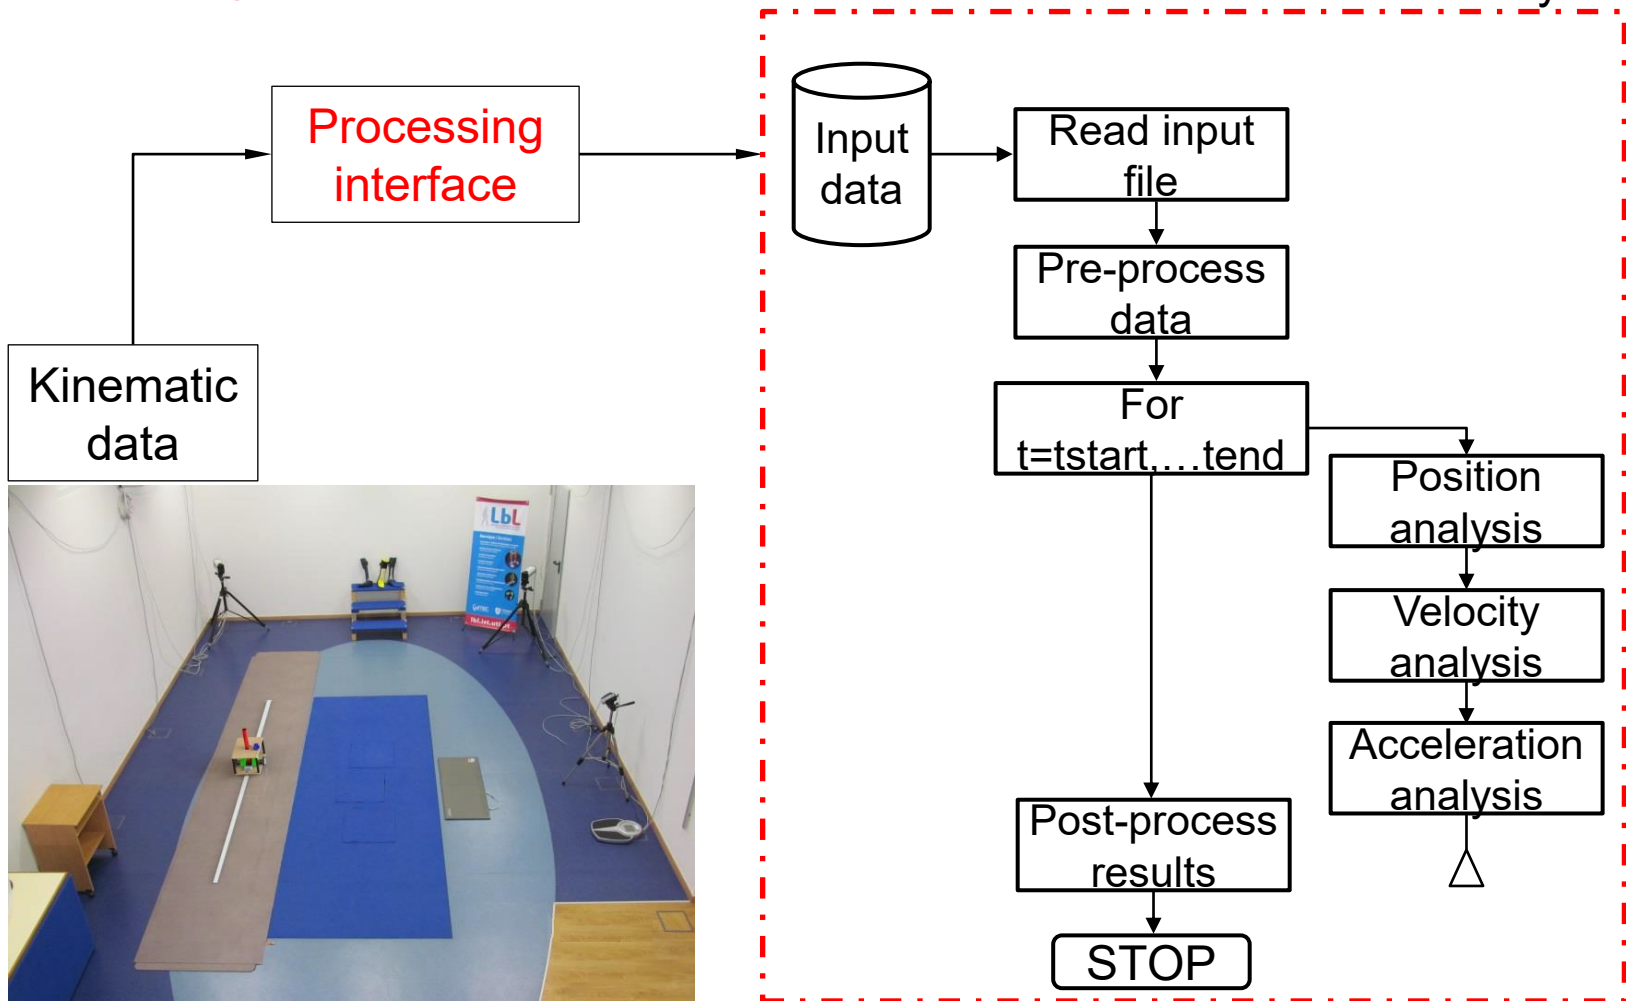 Processing
interface
Kinematic
data
Input
data
Read input
file
Pre-process
data
For
t=tstart,...tend
Position
analysis
Velocity
analysis
Acceleration
analysis
Post-process
results
STOP
LbL